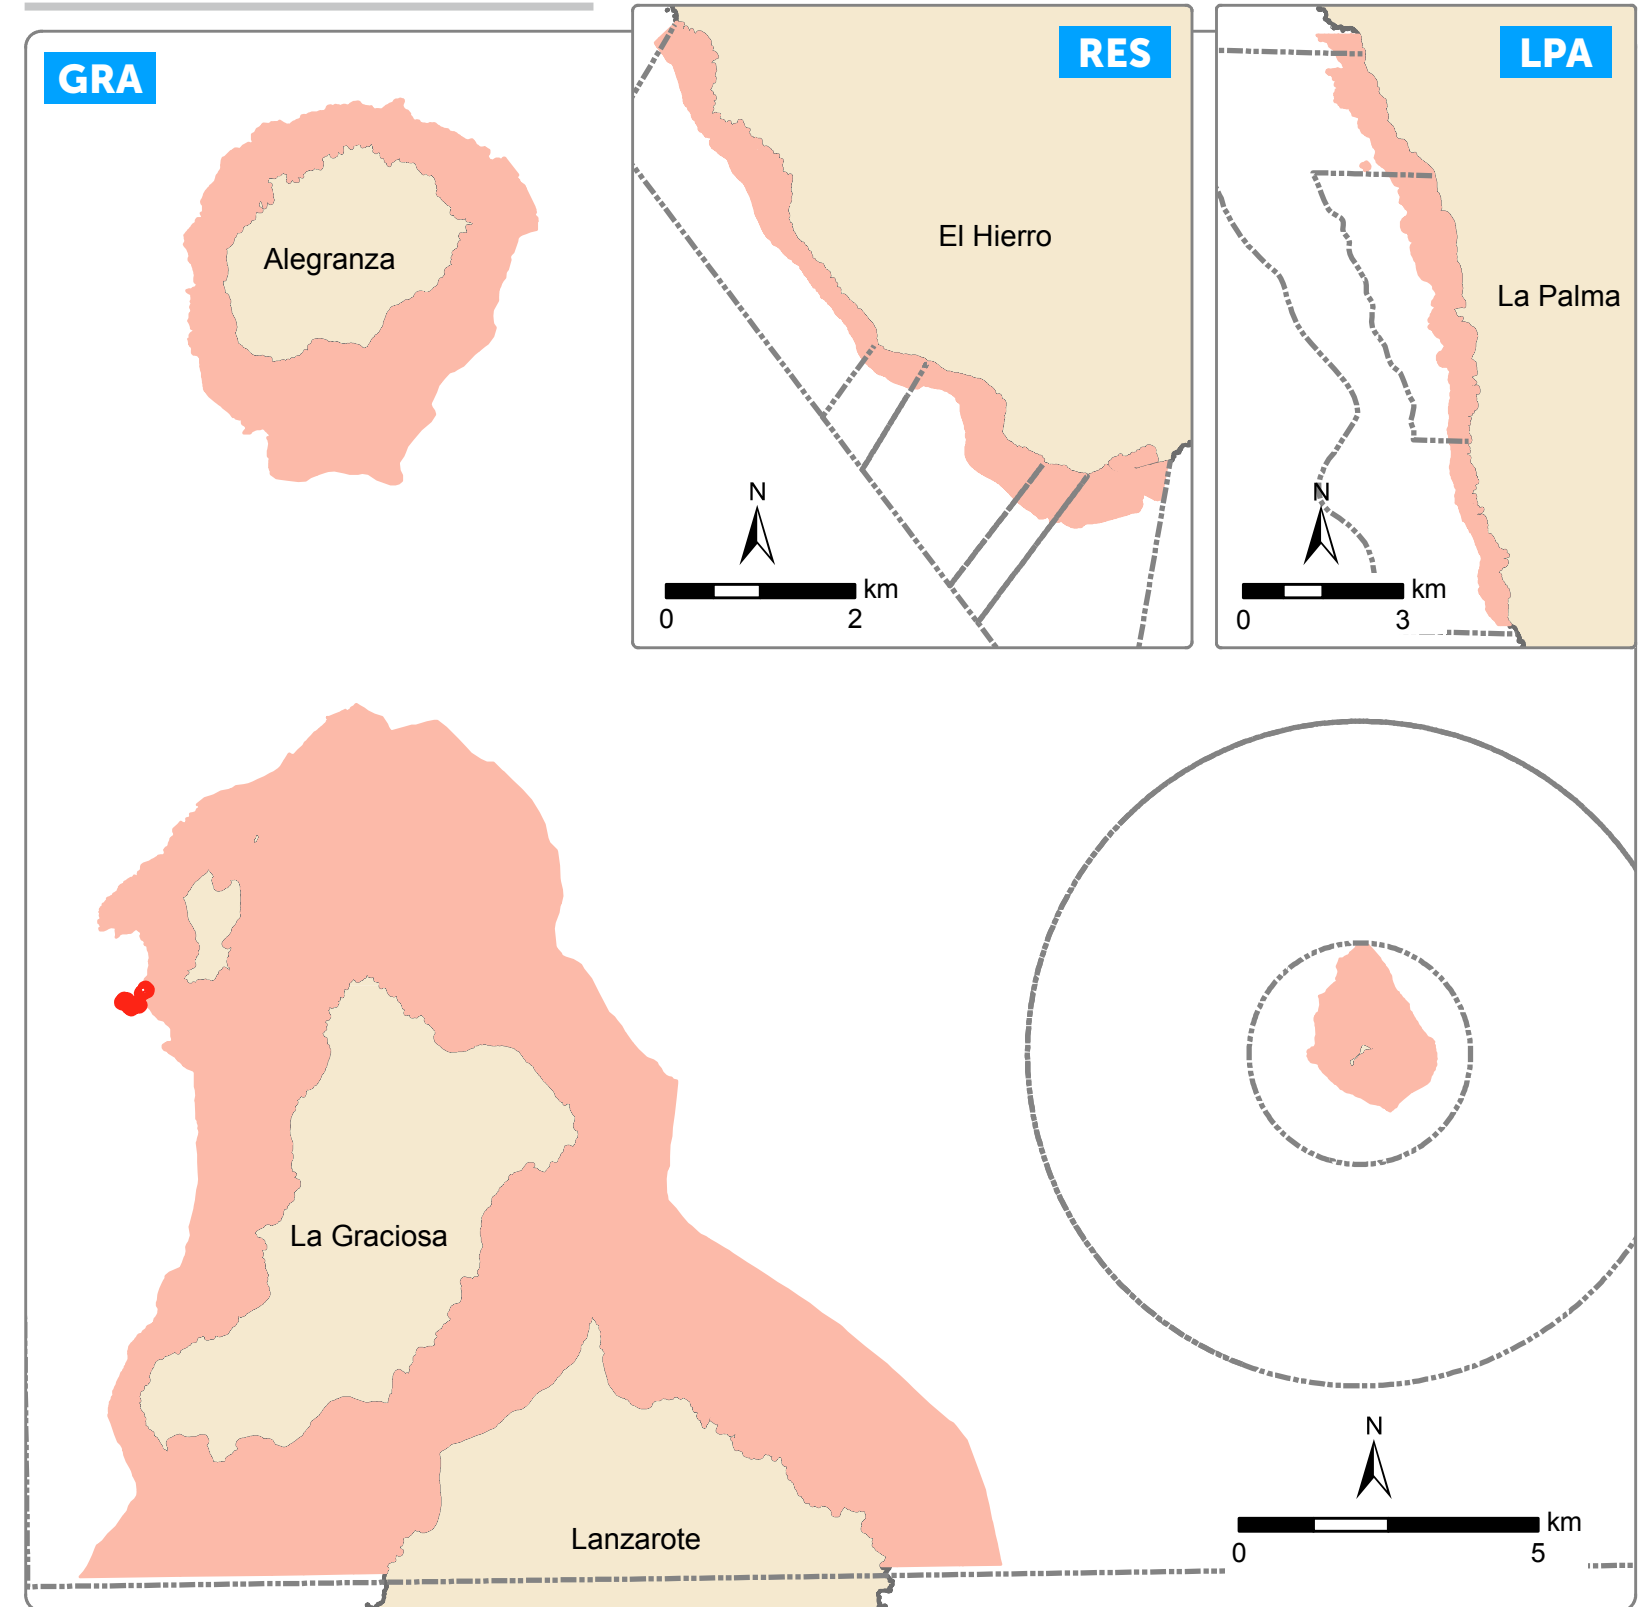 GRA
Alegranza
RES
El Hierro
N
km
0 2
LPA
La Palma
N
km
0 3
La Graciosa
Lanzarote
N
km
0 5